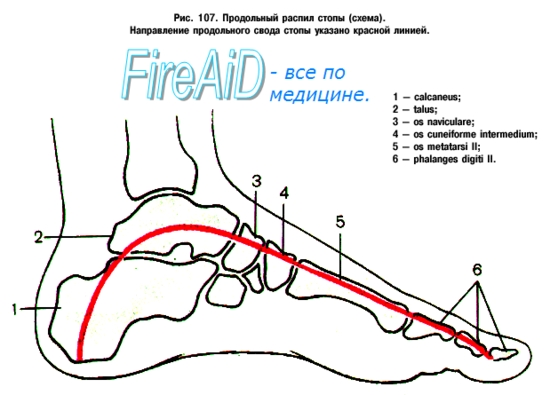 Рис. 107. Продольный распил стопы (схема).
Направление продольного свода стопы указано красной линией.
FireAiD - все по
медицине.
1 — calcaneus;
2 — talus;
3 — os naviculare;
4 — os cuneiforme intermedium;
5 — os metatarsi II;
6 — phalanges digiti II.
3
4
5
2
6
1